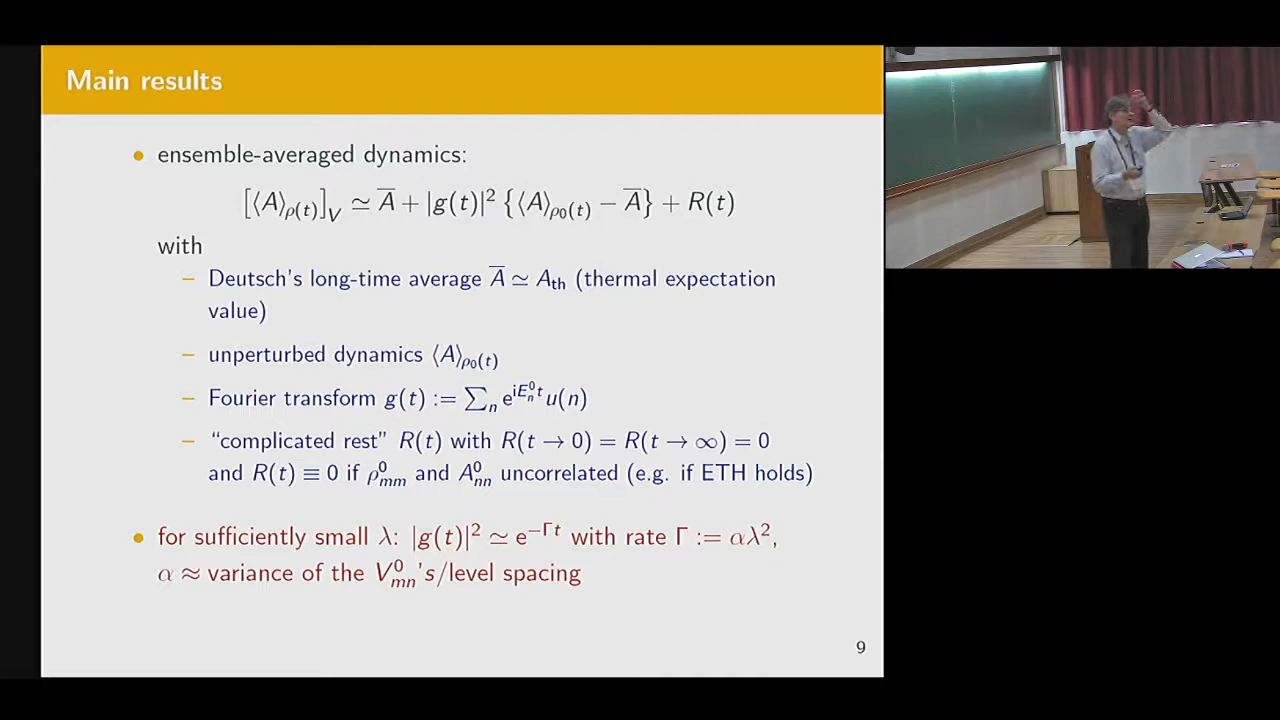 Main results
• ensemble-averaged dynamics:
[⟨A⟩ρ(t)]V ≃ A̅ + |g(t)|² {⟨A⟩ρ₀(t) − A̅} + R(t)
with
– Deutsch's long-time average A̅ ≃ Ath (thermal expectation
value)
– unperturbed dynamics ⟨A⟩ρ₀(t)
– Fourier transform g(t) := ∑n e^{iE⁰n t} u(n)
– “complicated rest” R(t) with R(t → 0) = R(t → ∞) = 0
and R(t) ≡ 0 if ρ⁰mm and A⁰nn uncorrelated (e.g. if ETH holds)
• for sufficiently small λ: |g(t)|² ≃ e^{−Γt} with rate Γ := αλ²,
α ≈ variance of the V⁰mn's/level spacing
9